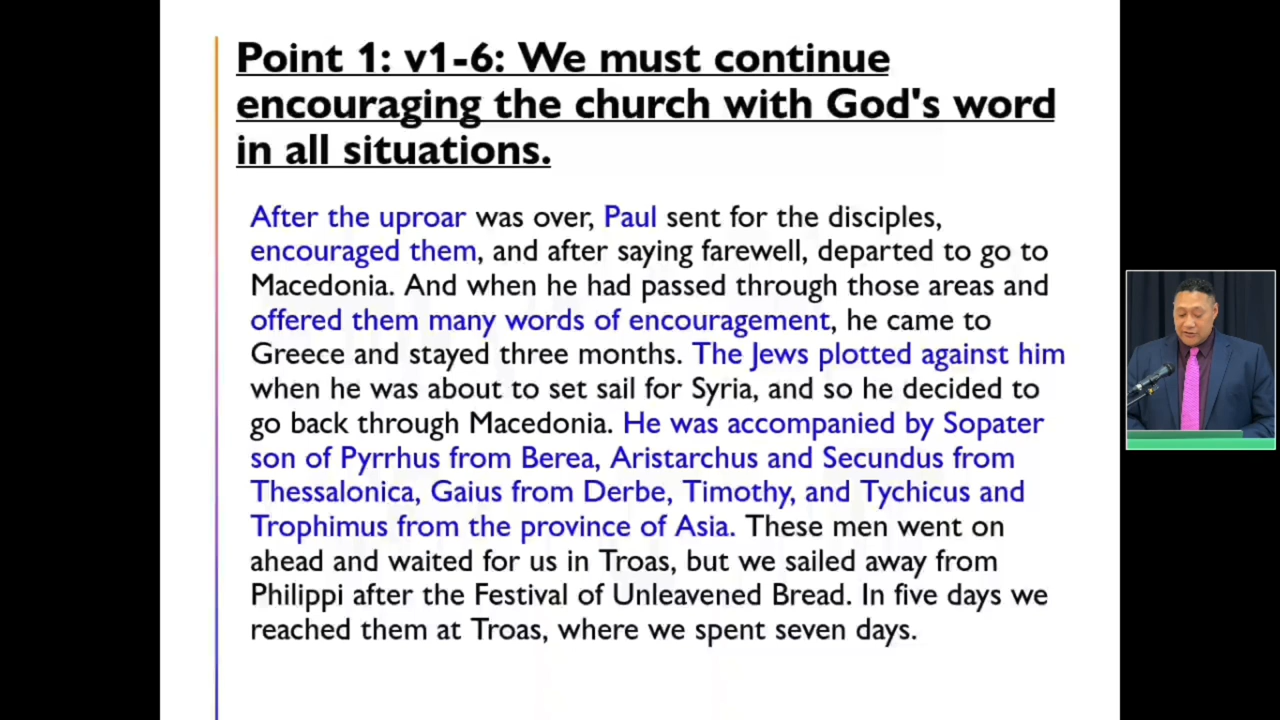 Point 1: v1-6: We must continue
encouraging the church with God's word
in all situations.
After the uproar was over, Paul sent for the disciples,
encouraged them, and after saying farewell, departed to go to
Macedonia. And when he had passed through those areas and
offered them many words of encouragement, he came to
Greece and stayed three months. The Jews plotted against him
when he was about to set sail for Syria, and so he decided to
go back through Macedonia. He was accompanied by Sopater
son of Pyrrhus from Berea, Aristarchus and Secundus from
Thessalonica, Gaius from Derbe, Timothy, and Tychicus and
Trophimus from the province of Asia. These men went on
ahead and waited for us in Troas, but we sailed away from
Philippi after the Festival of Unleavened Bread. In five days we
reached them at Troas, where we spent seven days.